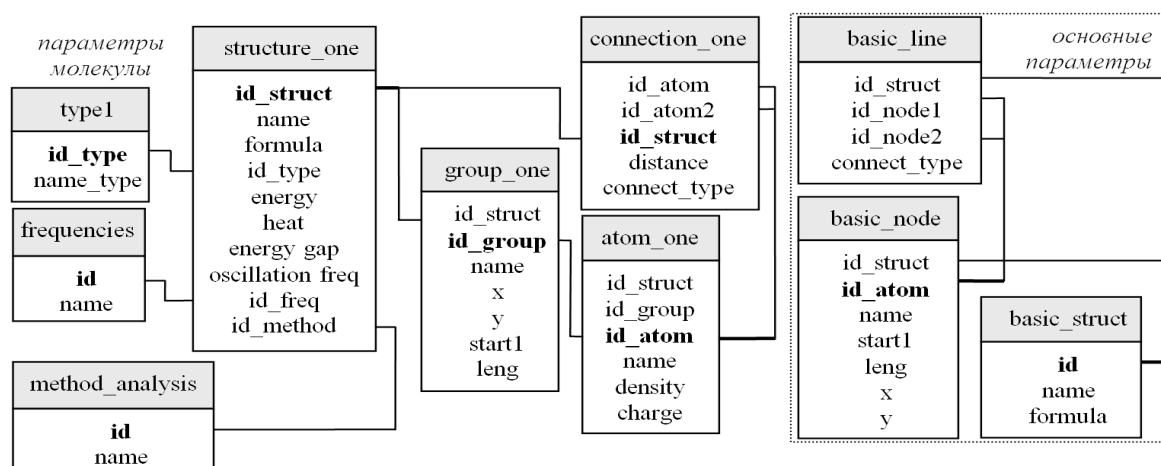 параметры
молекулы
type1
id_type
name_type
frequencies
id
name
method_analysis
id
name
structure_one
id_struct
name
formula
id_type
energy
heat
energy gap
oscillation freq
id_freq
id_method
group_one
id_struct
id_group
name
x
y
start1
leng
connection_one
id_atom
id_atom2
id_struct
distance
connect_type
atom_one
id_struct
id_group
id_atom
name
density
charge
basic_line
id_struct
id_node1
id_node2
connect_type
основные
параметры
basic_node
id_struct
id_atom
name
start1
leng
x
y
basic_struct
id
name
formula